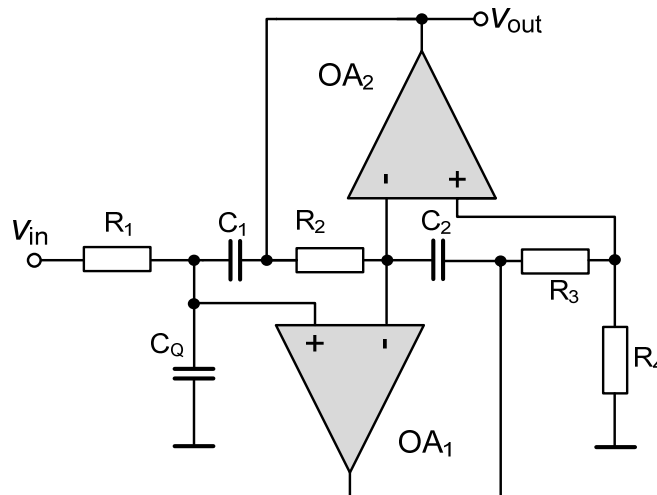 Vout
OA2
- +
R1
C1
R2
C2
Vin
R3
+ -
CQ
R4
OA1